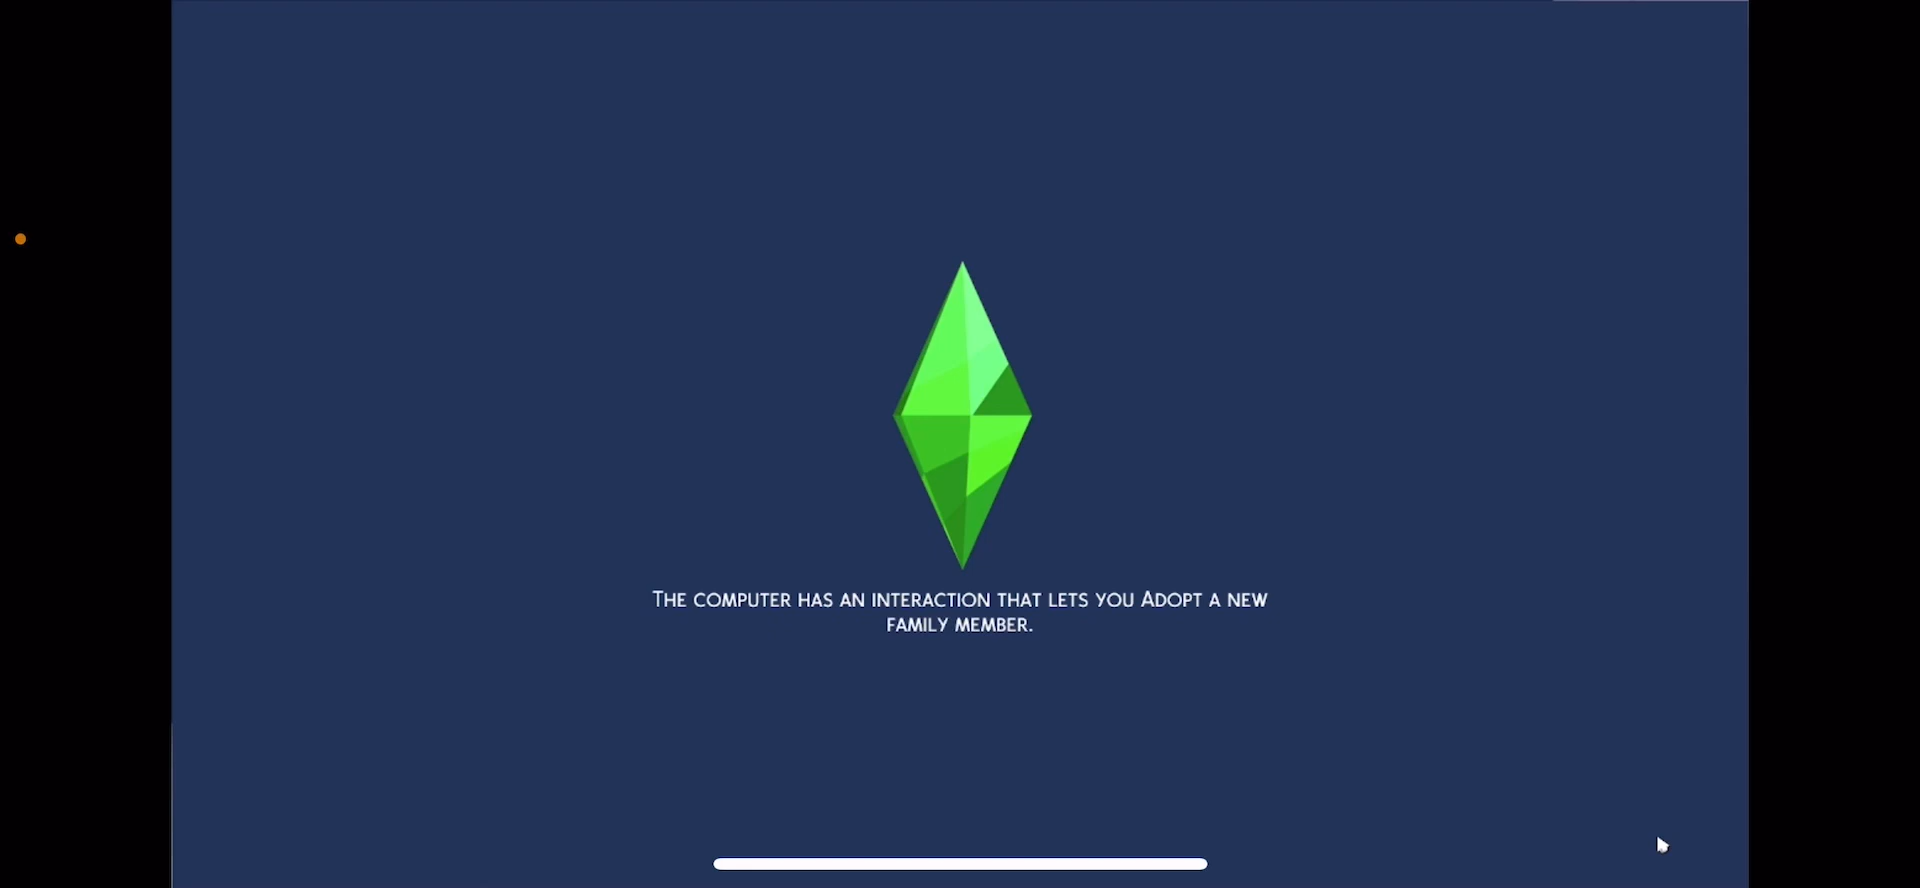 The computer has an interaction that lets you Adopt a new
family member.